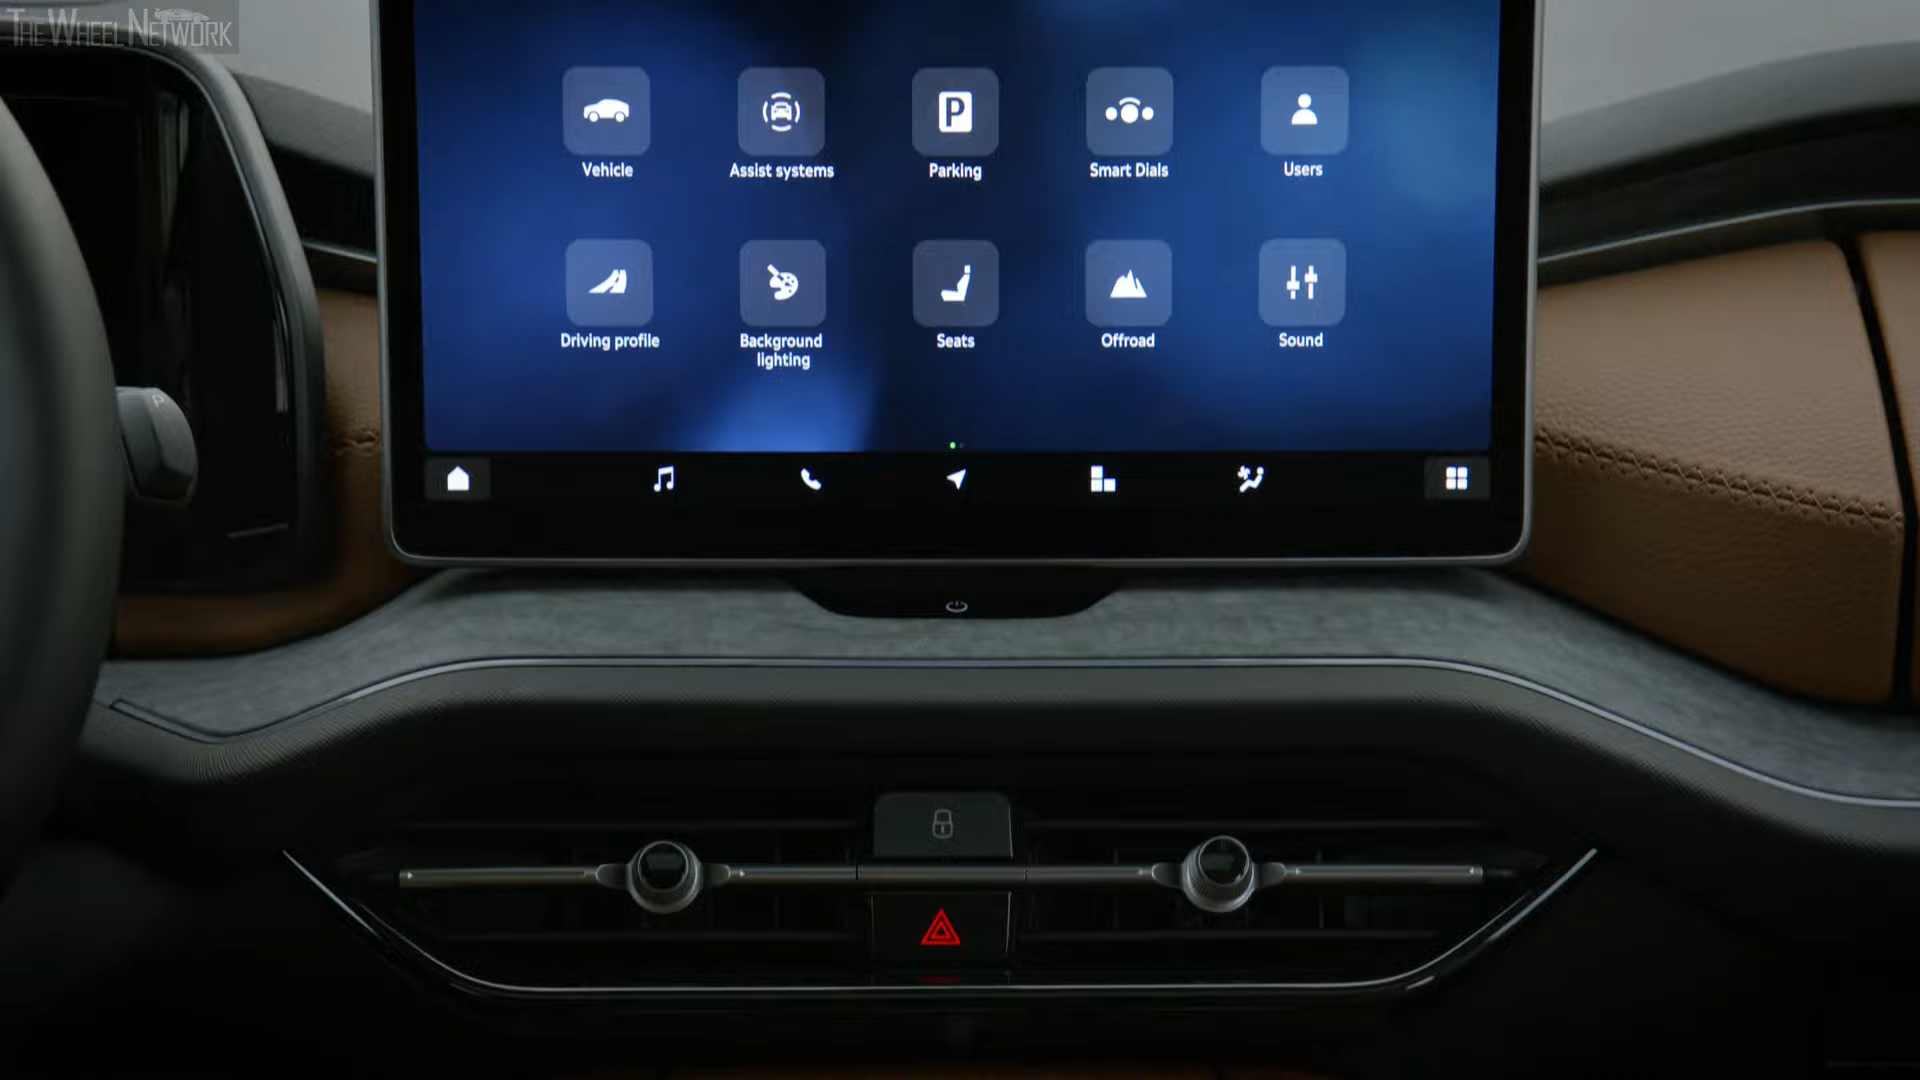 THE WHEEL NETWORK
Vehicle
Assist systems
P
Parking
Smart Dials
Users
Driving profile
Background
lighting
Seats
Offroad
Sound
P